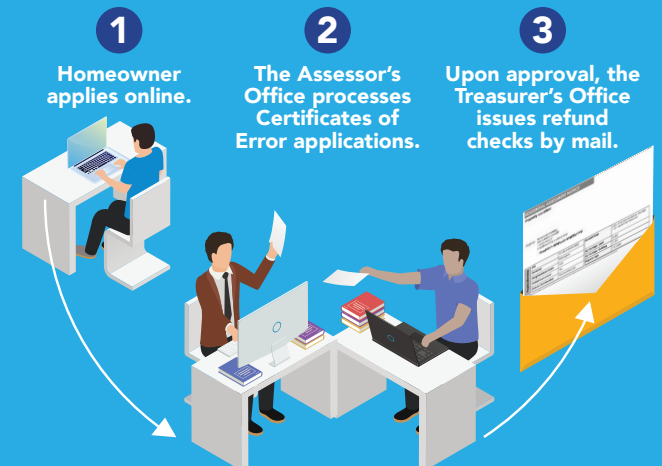 1
Homeowner
applies online.
2
The Assessor's
Office processes
Certificates of
Error applications.
3
Upon approval, the
Treasurer's Office
issues refund
checks by mail.